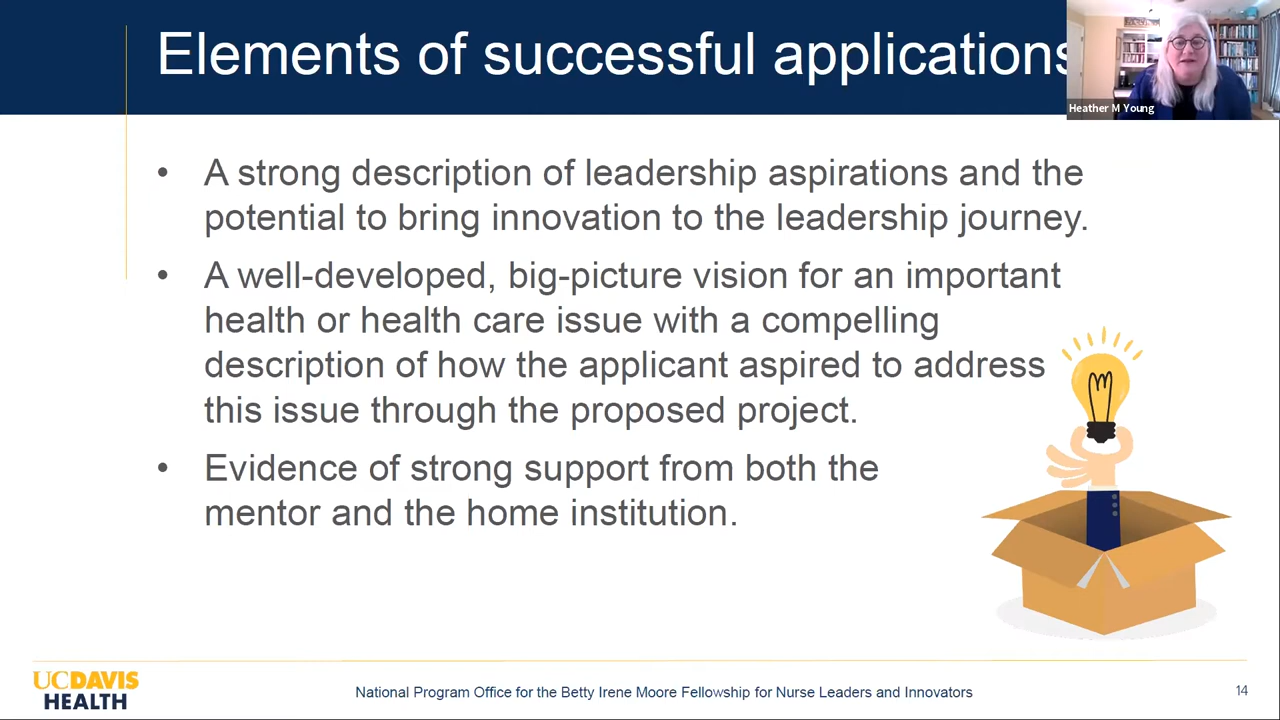 Elements of successful applications
Heather M Young
• A strong description of leadership aspirations and the
potential to bring innovation to the leadership journey.
• A well-developed, big-picture vision for an important
health or health care issue with a compelling
description of how the applicant aspired to address
this issue through the proposed project.
• Evidence of strong support from both the
mentor and the home institution.
UCDAVIS
HEALTH
National Program Office for the Betty Irene Moore Fellowship for Nurse Leaders and Innovators
14